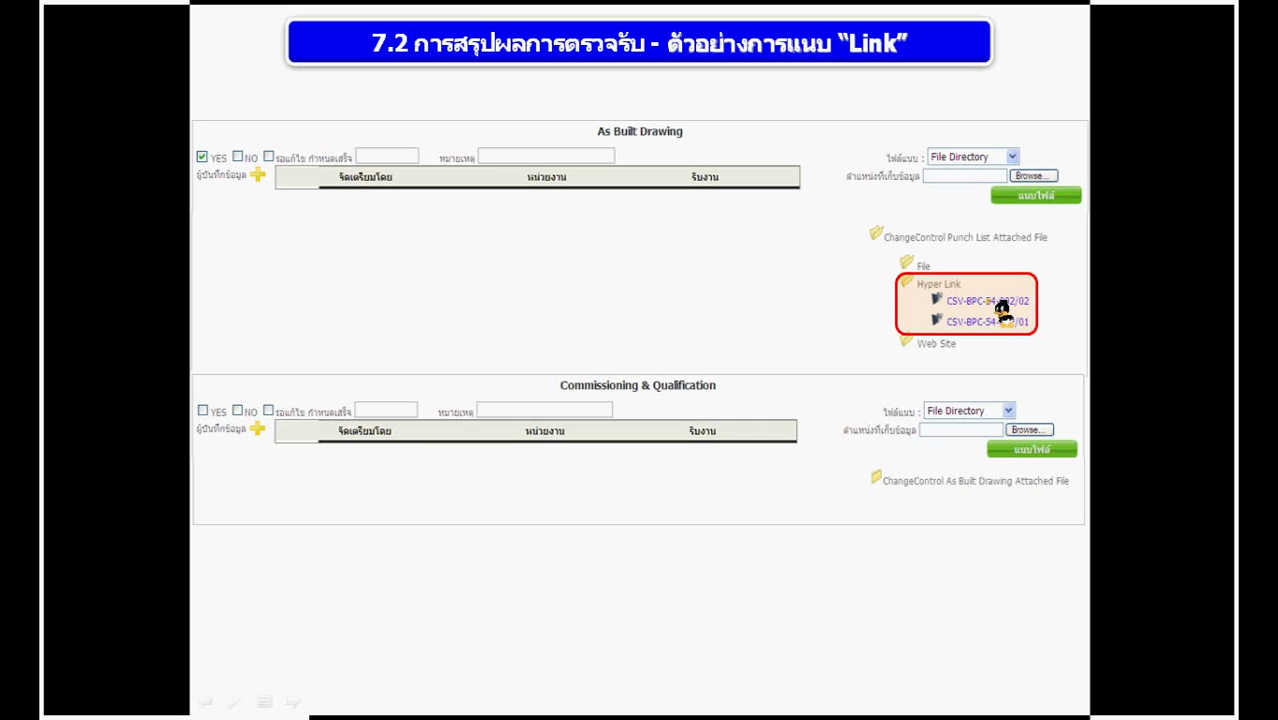 7.2 การสรุปผลการตรวจรับ - ตัวอย่างการแนบ “Link”
As Built Drawing
YES NO รอแก้ไข กำหนดเสร็จ หมายเหตุ ไฟล์แนบ : File Directory
ผู้บันทึกข้อมูล จัดเตรียมโดย หน่วยงาน รับงาน ตำแหน่งที่เก็บข้อมูล Browse...
แนบไฟล์
ChangeControl Punch List Attached File
File
Hyper Link
CSV-BPC-54-002/02
CSV-BPC-54-/01
Web Site
Commissioning & Qualification
YES NO รอแก้ไข กำหนดเสร็จ หมายเหตุ ไฟล์แนบ : File Directory
ผู้บันทึกข้อมูล จัดเตรียมโดย หน่วยงาน รับงาน ตำแหน่งที่เก็บข้อมูล Browse...
แนบไฟล์
ChangeControl As Built Drawing Attached File